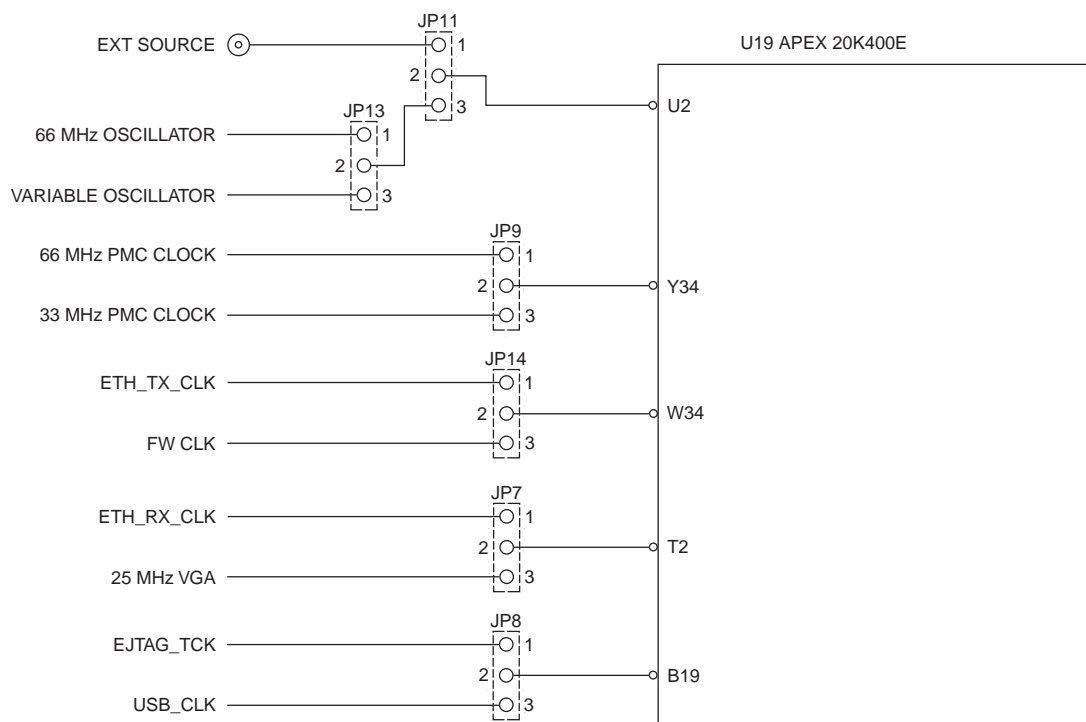 JP11
EXT SOURCE
1
U19 APEX 20K400E
2
3
U2
JP13
66 MHz OSCILLATOR
1
2
VARIABLE OSCILLATOR
3
JP9
66 MHz PMC CLOCK
1
2
Y34
33 MHz PMC CLOCK
3
JP14
ETH_TX_CLK
1
2
W34
FW CLK
3
JP7
ETH_RX_CLK
1
2
T2
25 MHz VGA
3
JP8
EJTAG_TCK
1
2
B19
USB_CLK
3